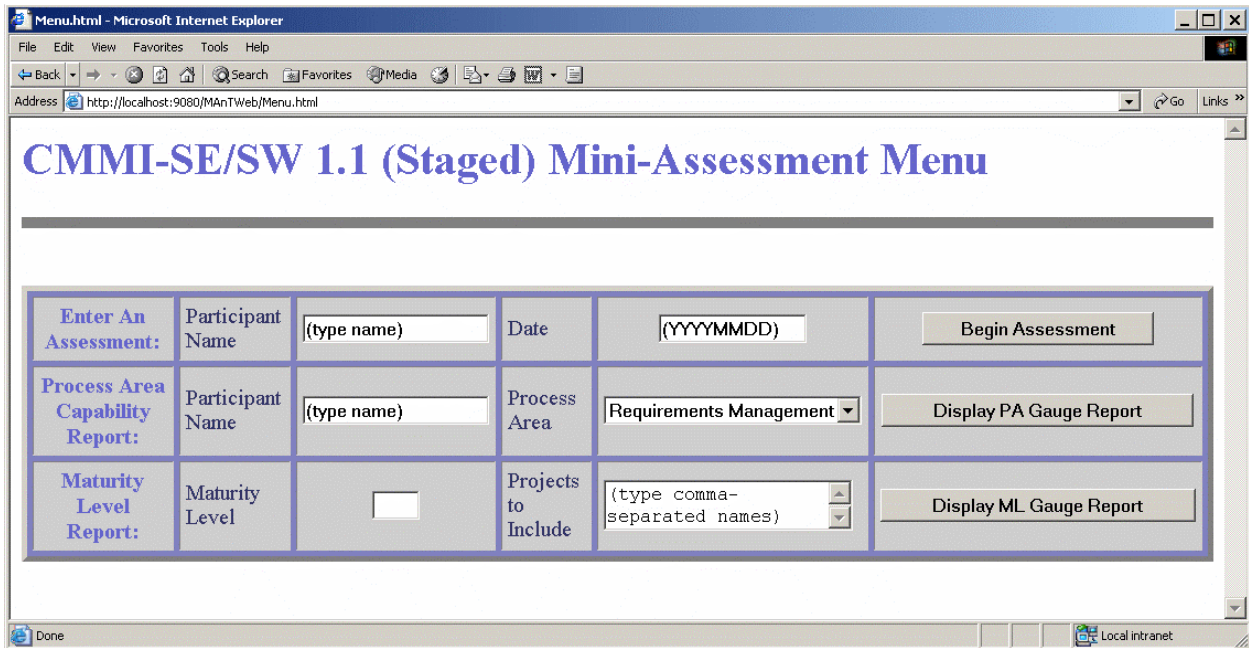 Menu.html - Microsoft Internet Explorer
File Edit View Favorites Tools Help
Back Search Favorites Media
Address http://localhost:9080/MAnTWeb/Menu.html Go Links »
CMMI-SE/SW 1.1 (Staged) Mini-Assessment Menu
Enter An
Assessment:
Participant
Name
(type name)
Date
(YYYYMMDD)
Begin Assessment
Process Area
Capability
Report:
Participant
Name
(type name)
Process
Area
Requirements Management
Display PA Gauge Report
Maturity
Level
Report:
Maturity
Level
Projects
to
Include
(type comma-
separated names)
Display ML Gauge Report
Done Local intranet